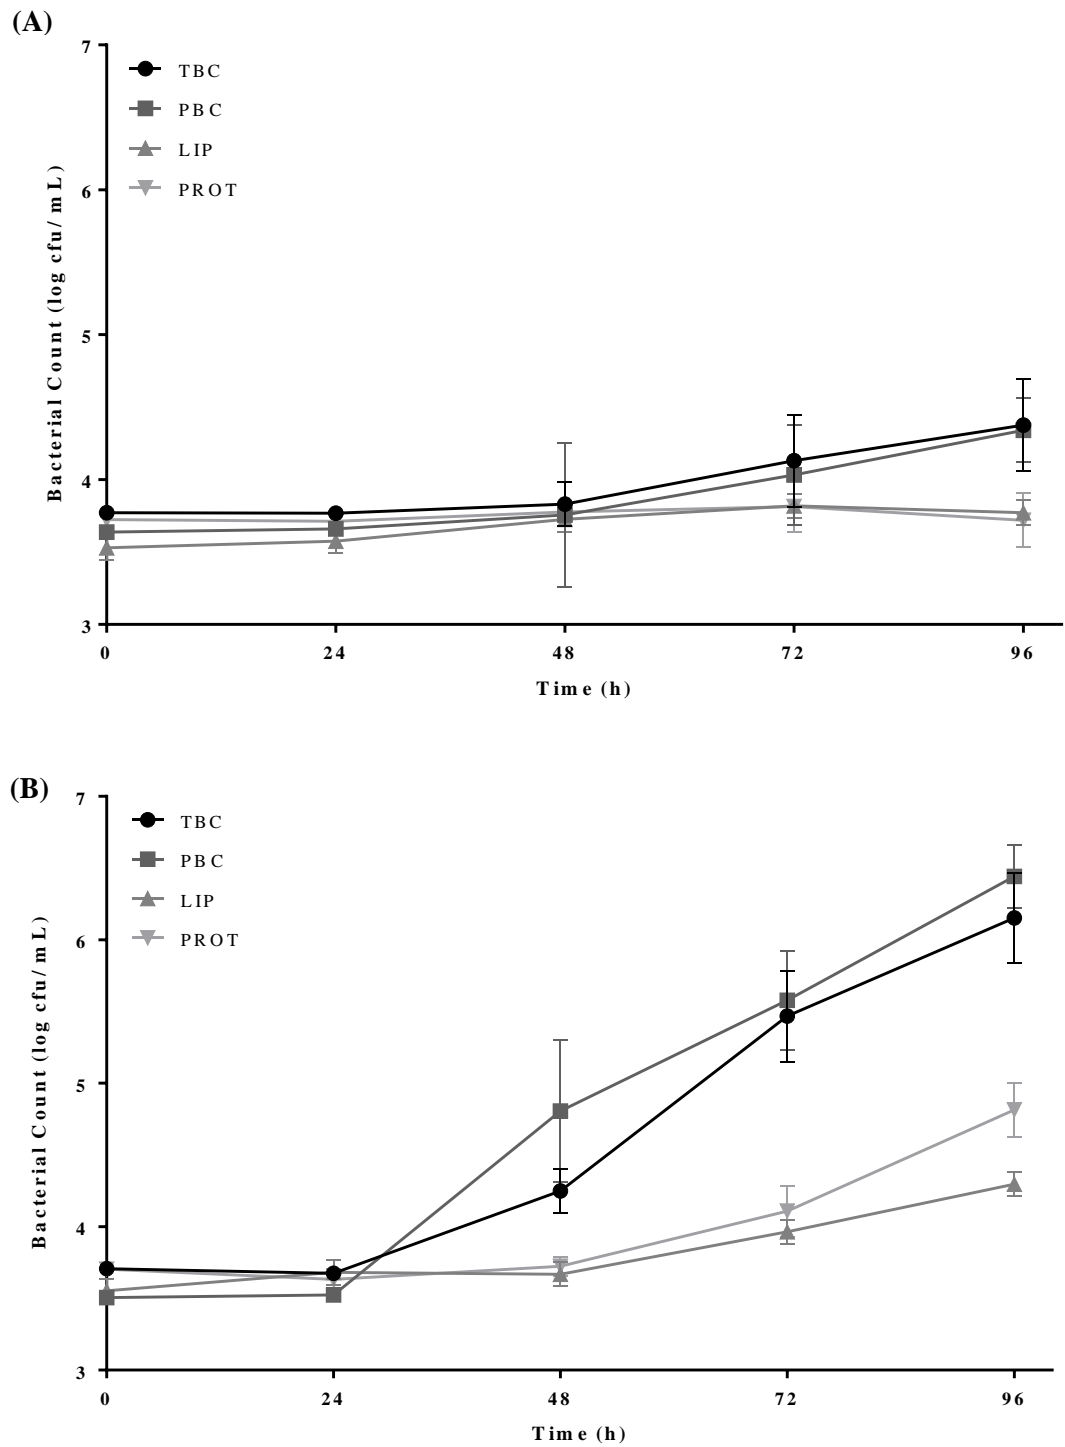 (A)
7
6
5
4
3
Bacterial Count (log cfu/mL)
TBC
PBC
LIP
PROT
0 24 48 72 96
Time (h)
(B)
7
6
5
4
3
Bacterial Count (log cfu/mL)
TBC
PBC
LIP
PROT
0 24 48 72 96
Time (h)